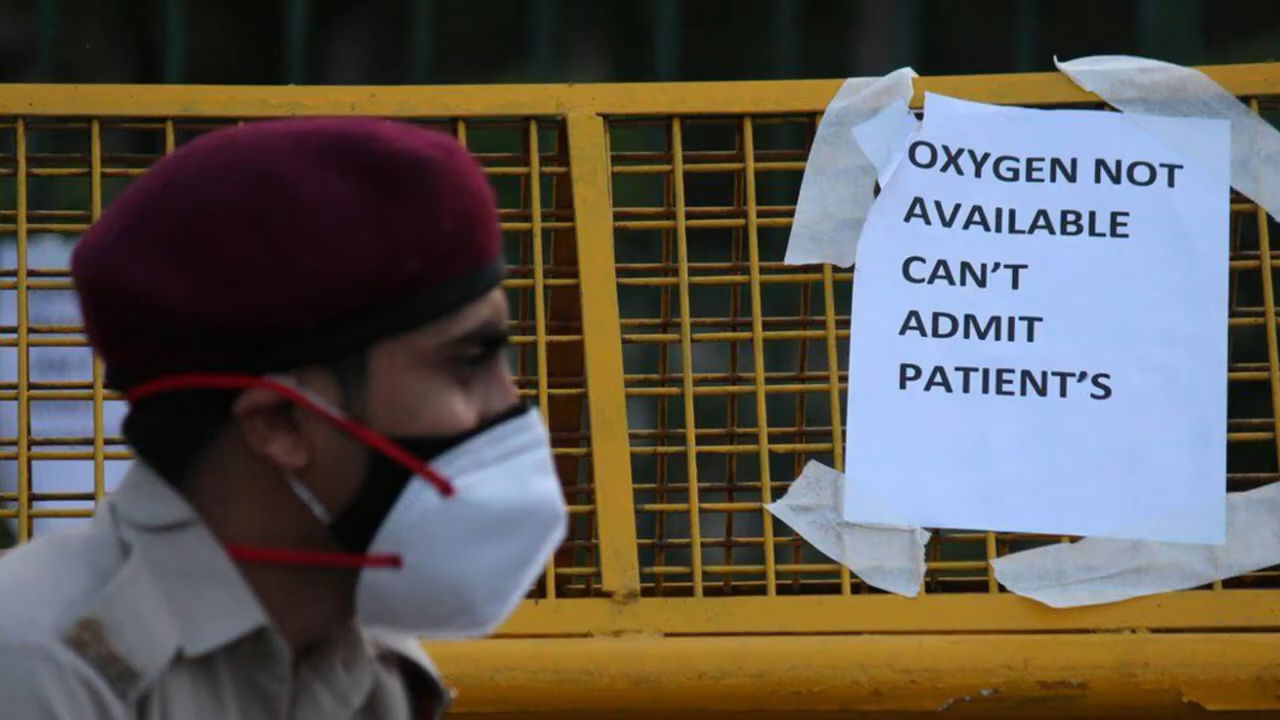 OXYGEN NOT
AVAILABLE
CAN'T
ADMIT
PATIENT'S